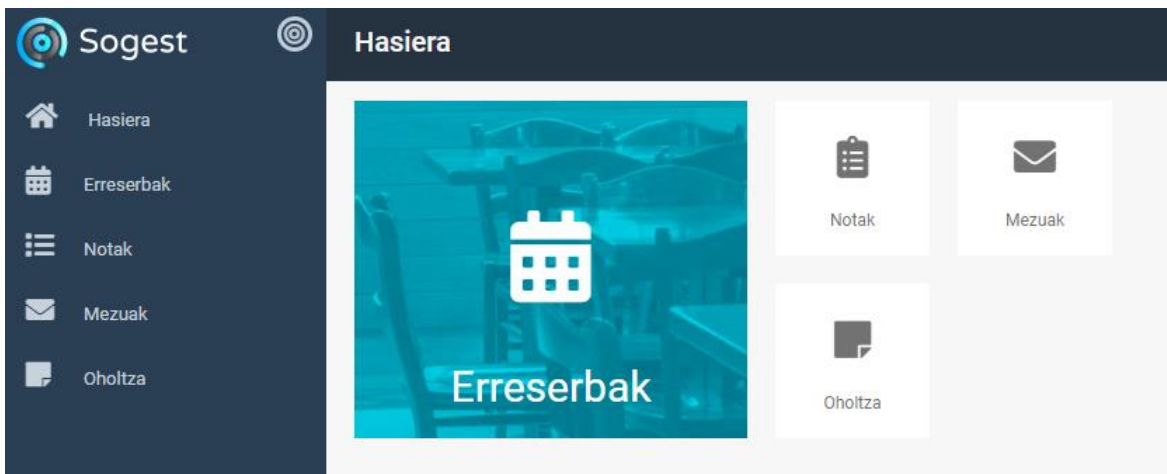 Sogest
Hasiera
Erreserbak
Notak
Mezuak
Oholtza
Hasiera
Erreserbak
Notak
Mezuak
Oholtza